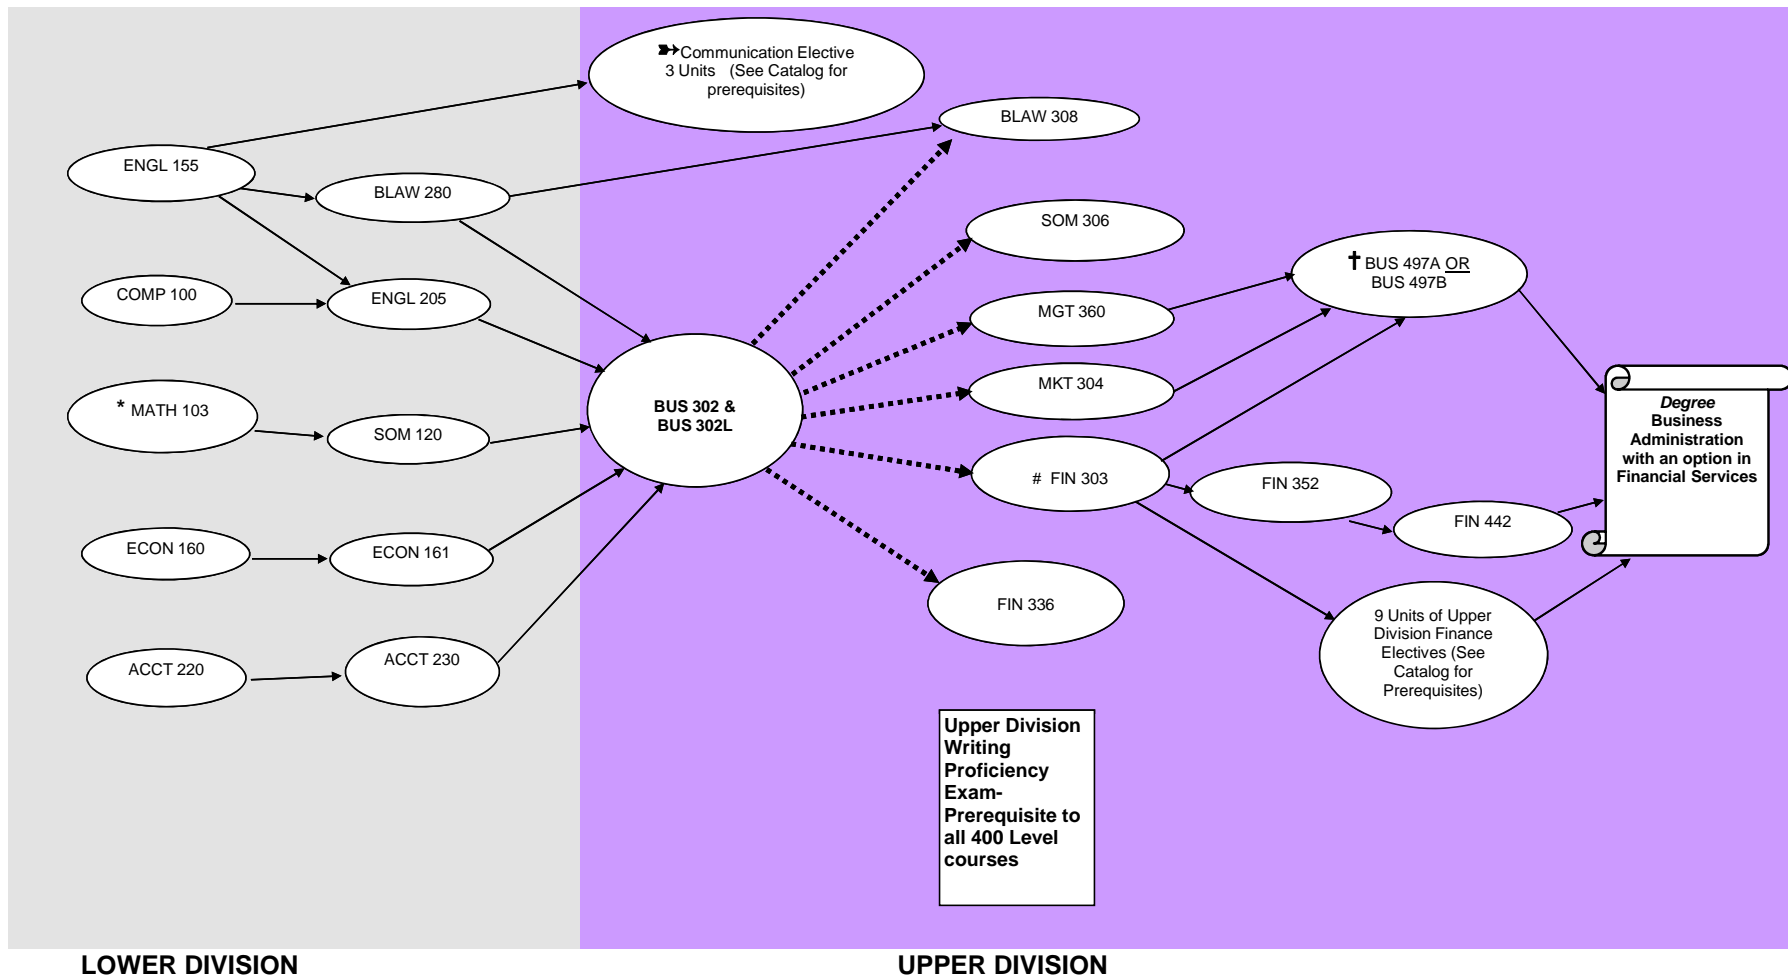 ➽Communication Elective
3 Units (See Catalog for
prerequisites)
BLAW 308
ENGL 155
BLAW 280
SOM 306
✝ BUS 497A OR
BUS 497B
COMP 100
ENGL 205
MGT 360
MKT 304
* MATH 103
SOM 120
BUS 302 &
BUS 302L
Degree
Business
Administration
with an option in
Financial Services
# FIN 303
FIN 352
FIN 442
ECON 160
ECON 161
FIN 336
9 Units of Upper
Division Finance
Electives (See
Catalog for
Prerequisites)
ACCT 220
ACCT 230
Upper Division
Writing
Proficiency
Exam-
Prerequisite to
all 400 Level
courses
LOWER DIVISION
UPPER DIVISION